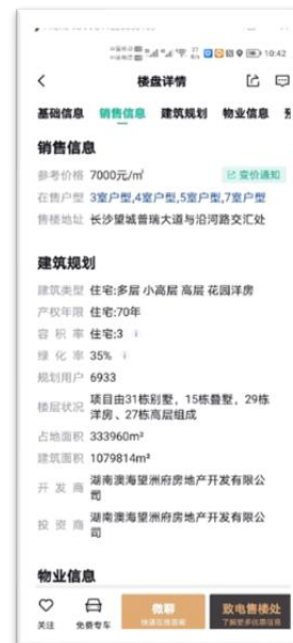 10:42
楼盘详情
基础信息 销售信息 建筑规划 物业信息
销售信息
参考价格 7000元/㎡ 变价通知
在售户型 3室户型,4室户型,5室户型,7室户型
售楼地址 长沙望城普瑞大道与沿河路交汇处
建筑规划
建筑类型 住宅:多层 小高层 高层 花园洋房
产权年限 住宅:70年
容积率 住宅:3
绿化率 35%
规划用户 6933
楼层状况 项目由31栋别墅，15栋叠墅，29栋
洋房、27栋高层组成
占地面积 333960m²
建筑面积 1079814m²
开发商 湖南澳海望洲府房地产开发有限公
司
投资商 湖南澳海望洲府房地产开发有限公
司
物业信息
关注 免费专车 微聊 致电售楼处